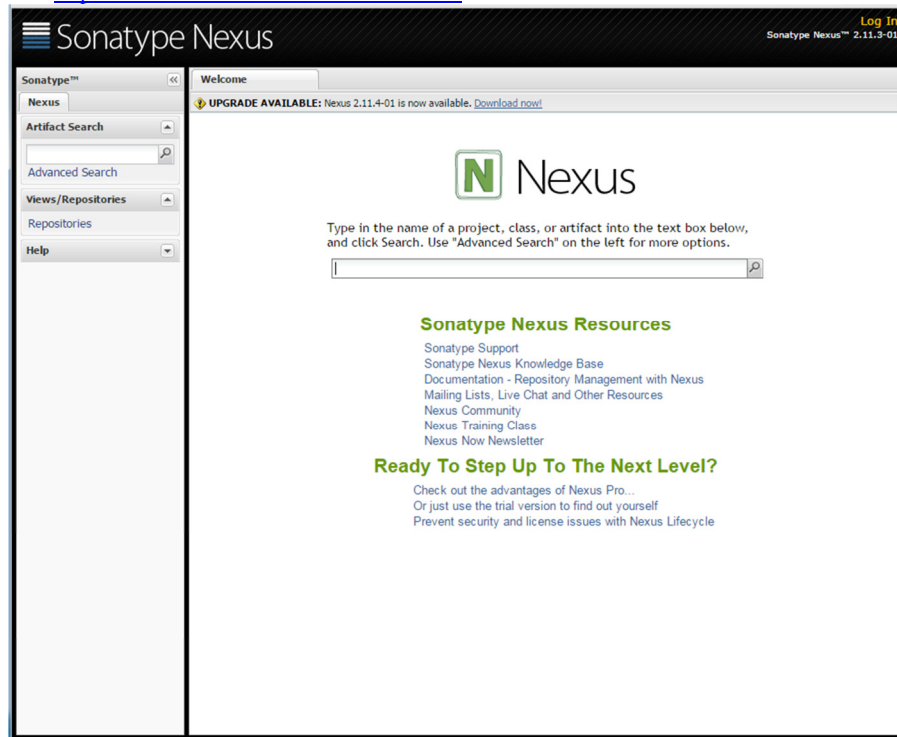 Sonatype Nexus
Log In
Sonatype Nexus™ 2.11.3-01
Sonatype™
Nexus
Artifact Search
Advanced Search
Views/Repositories
Repositories
Help
Welcome
UPGRADE AVAILABLE: Nexus 2.11.4-01 is now available. Download now!
N Nexus
Type in the name of a project, class, or artifact into the text box below,
and click Search. Use "Advanced Search" on the left for more options.
Sonatype Nexus Resources
Sonatype Support
Sonatype Nexus Knowledge Base
Documentation - Repository Management with Nexus
Mailing Lists, Live Chat and Other Resources
Nexus Community
Nexus Training Class
Nexus Now Newsletter
Ready To Step Up To The Next Level?
Check out the advantages of Nexus Pro...
Or just use the trial version to find out yourself
Prevent security and license issues with Nexus Lifecycle